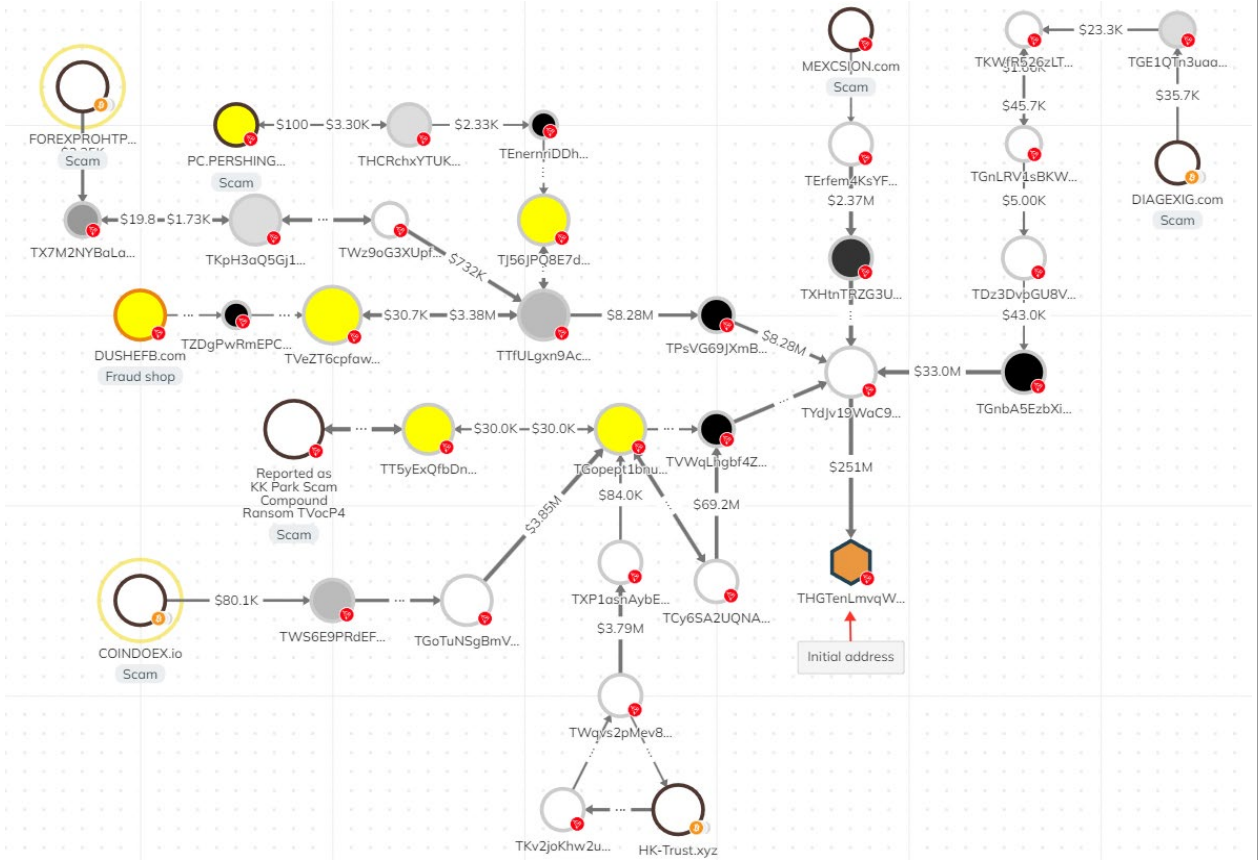 MEXCSION.com
Scam
TKWfR526zLT...
$23.3K
TGE1QTn3uaa...
$1.66K
$45.7K
$35.7K
FOREXPROHTP...
Scam
PC.PERSHING...
Scam
$100
$3.30K
THCRchxYTUK...
$2.33K
TEnernriDDh...
TErfem4KsYF...
TGnLRV1sBKW...
DIAGEXIG.com
Scam
$2.37M
$5.00K
TX7M2NYBaLa...
$19.8
$1.73K
TKpH3aQ5Gj1...
...
TWz9oG3XUpf...
$732K
TJ56JPQ8E7d...
TXHtnTRZG3U...
TDz3DvbGU8V...
$43.0K
DUSHEFB.com
Fraud shop
...
TZDgPwRmEPC...
...
TVeZT6cpfaw...
$30.7K
$3.38M
TTfULgxn9Ac...
$8.28M
TPsVG69JXmB...
$8.28M
TYdJv19WaC9...
$33.0M
TGnbA5EzbXi...
Reported as
KK Park Scam
Compound
Ransom TVocP4
Scam
...
TT5yExQfbDn...
$30.0K
$30.0K
TGopept1bnu...
...
TVWqLhgbf4Z...
...
$251M
$3.85M
$84.0K
$69.2M
COINDOEX.io
Scam
$80.1K
TWS6E9PRdEF...
...
TGoTuNSgBmV...
TXP1asnAybE...
TCy6SA2UQNA...
THGTenLmvqW...
Initial address
$3.79M
TWqvs2pMev8...
TKv2joKhw2u...
...
HK-Trust.xyz